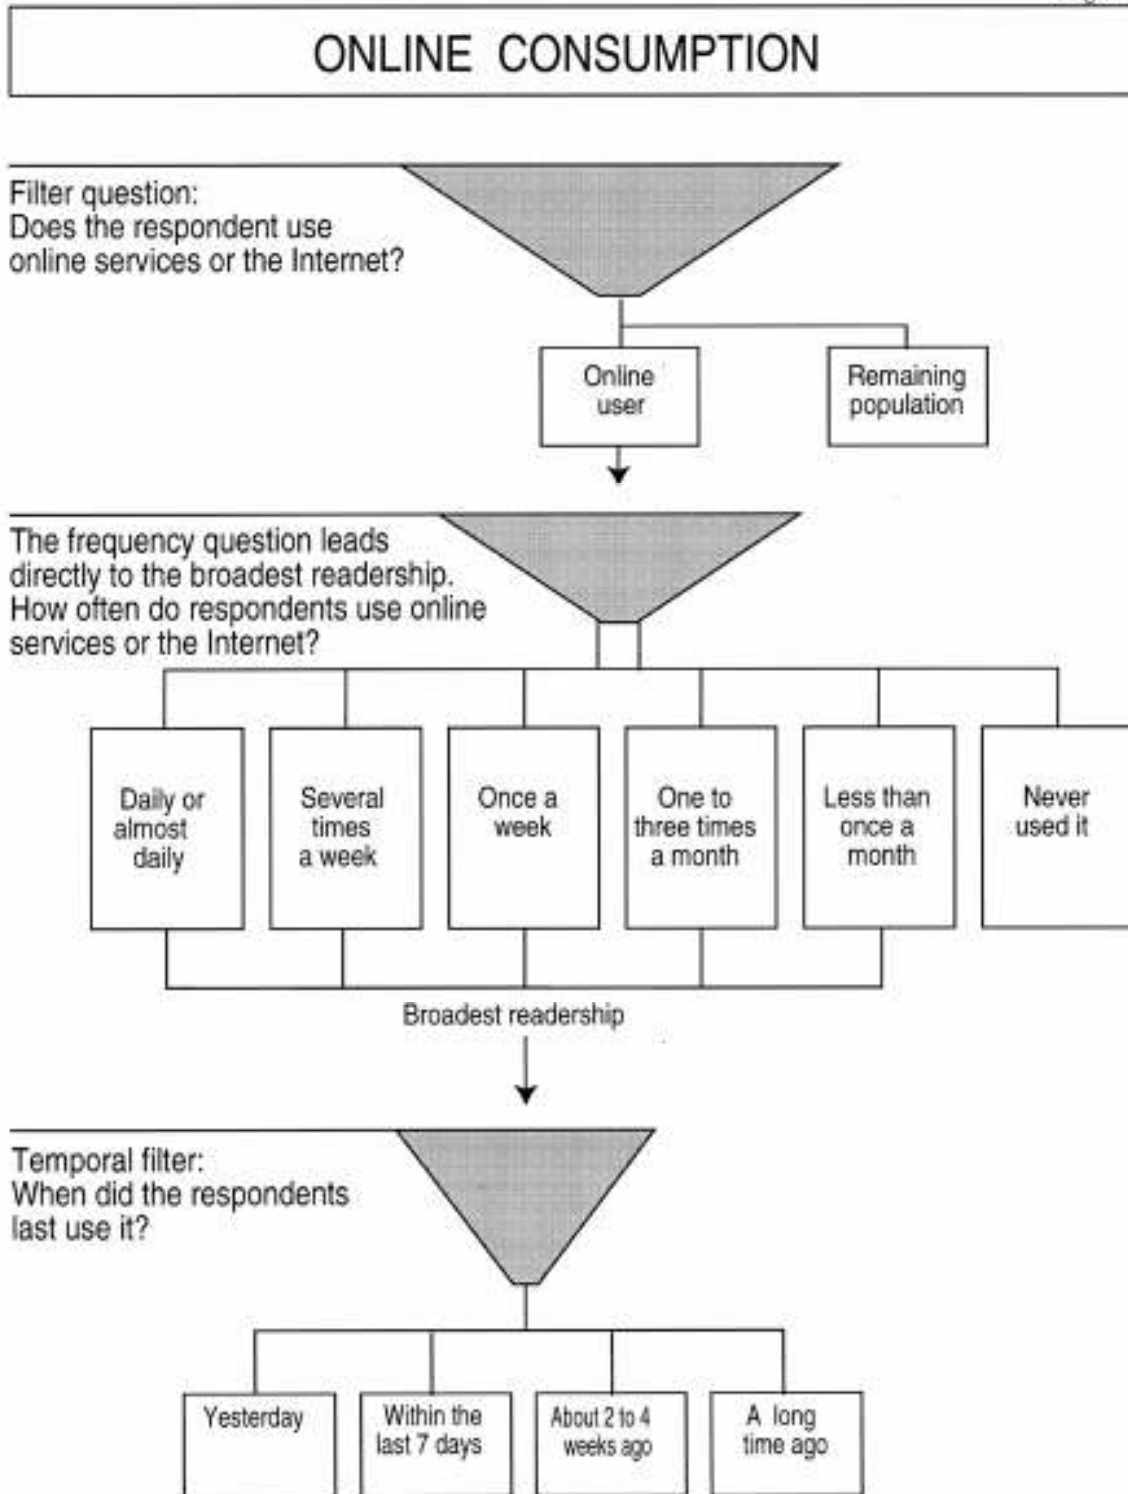 ONLINE CONSUMPTION
Filter question:
Does the respondent use
online services or the Internet?
Online
user
Remaining
population
The frequency question leads
directly to the broadest readership.
How often do respondents use online
services or the Internet?
Daily or
almost
daily
Several
times
a week
Once a
week
One to
three times
a month
Less than
once a
month
Never
used it
Broadest readership
Temporal filter:
When did the respondents
last use it?
Yesterday
Within the
last 7 days
About 2 to 4
weeks ago
A long
time ago